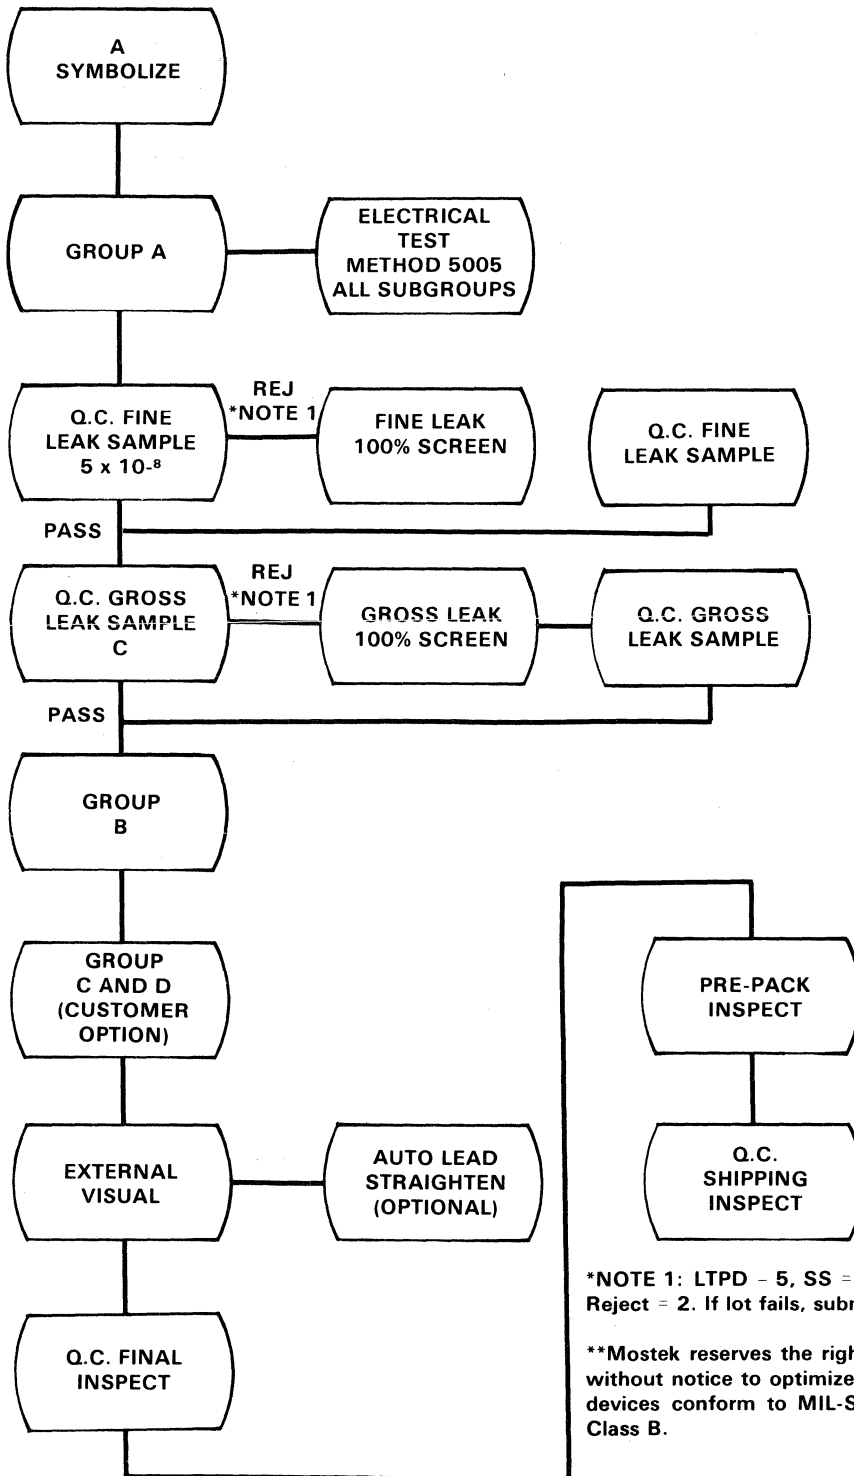 A
SYMBOLIZE
GROUP A
ELECTRICAL
TEST
METHOD 5005
ALL SUBGROUPS
Q.C. FINE
LEAK SAMPLE
5 x 10-⁸
REJ
*NOTE 1
FINE LEAK
100% SCREEN
Q.C. FINE
LEAK SAMPLE
PASS
Q.C. GROSS
LEAK SAMPLE
C
REJ
*NOTE 1
GROSS LEAK
100% SCREEN
Q.C. GROSS
LEAK SAMPLE
PASS
GROUP
B
GROUP
C AND D
(CUSTOMER
OPTION)
EXTERNAL
VISUAL
AUTO LEAD
STRAIGHTEN
(OPTIONAL)
Q.C. FINAL
INSPECT
PRE-PACK
INSPECT
Q.C.
SHIPPING
INSPECT
*NOTE 1: LTPD - 5, SS =
Reject = 2. If lot fails,
**Mostek reserves the
without notice to optimize
devices conform to
Class B.